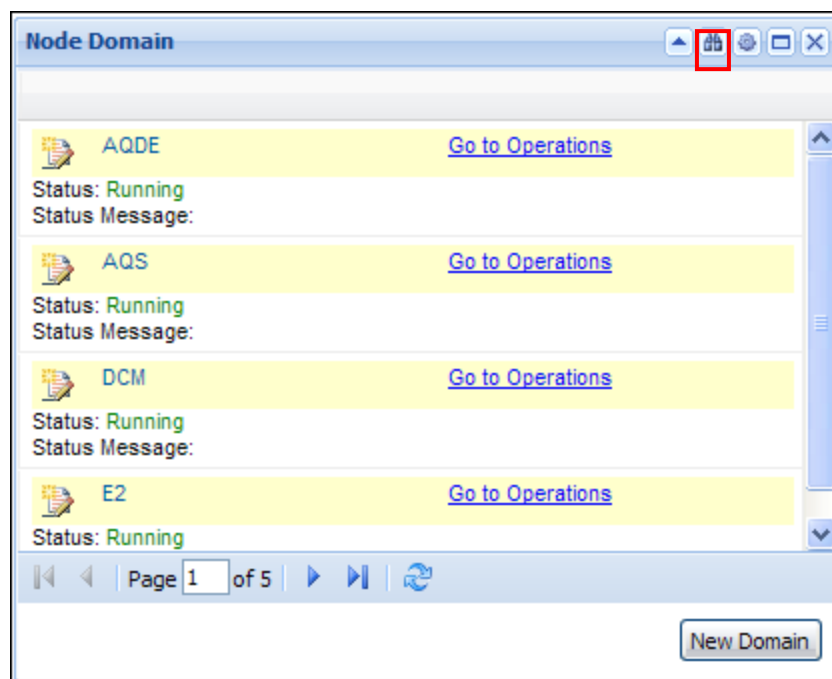 Node Domain
AQDE Go to Operations
Status: Running
Status Message:
AQS Go to Operations
Status: Running
Status Message:
DCM Go to Operations
Status: Running
Status Message:
E2 Go to Operations
Status: Running
Page 1 of 5
New Domain